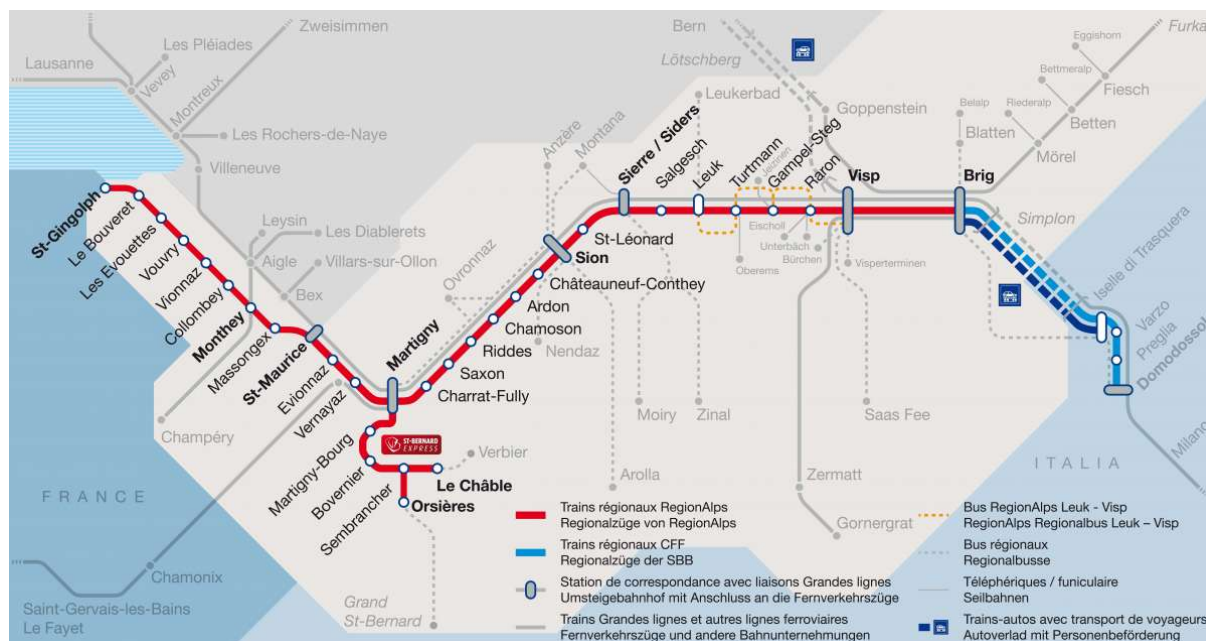 Zweisimmen
Bern
Furka
Eggishorn
Les Pléiades
Lausanne
Vevey
Lötschberg
Bettmeralp
Fiesch
Montreux
Leukerbad
Goppenstein
Belalp
Riederalp
Betten
Les Rochers-de-Naye
Anzère
Montana
Sierre / Siders
Salgesch
Leuk
Turtmann
Jeizinen
Gampel-Steg
Raron
Visp
Blatten
Brig
Mörel
Villeneuve
St-Gingolph
Le Bouveret
Les Evouettes
Vouvry
Vionnaz
Collombey
Monthey
Massongex
St-Maurice
Evionnaz
Vernayaz
Leysin
Les Diablerets
Villars-sur-Ollon
Aigle
Bex
Ovronnaz
Martigny
St-Léonard
Sion
Châteauneuf-Conthey
Ardon
Chamoson
Riddes
Saxon
Charrat-Fully
Nendaz
Eischoll
Unterbäch
Bürchen
Oberems
Visperterminen
Simplon
Iselle di Trasquera
Varzo
Preglia
Domodossola
Milano
Champéry
ST-BERNARD
EXPRESS
Verbier
Martigny-Bourg
Bovernier
Sembrancher
Le Châble
Orsières
Moiry
Zinal
Saas Fee
Arolla
Zermatt
Gornergrat
ITALIA
FRANCE
Chamonix
Saint-Gervais-les-Bains
Le Fayet
Grand
St-Bernard
Trains régionaux RegionAlps
Regionalzüge von RegionAlps
Trains régionaux CFF
Regionalzüge der SBB
Station de correspondance avec liaisons Grandes lignes
Umsteigebahnhof mit Anschluss an die Fernverkehrszüge
Trains Grandes lignes et autres lignes ferroviaires
Fernverkehrszüge und andere Bahnunternehmungen
Bus RegionAlps Leuk - Visp
RegionAlps Regionalbus Leuk – Visp
Bus régionaux
Regionalbusse
Téléphériques / funiculaire
Seilbahnen
Trains-autos avec transport de voyageurs
Autoverlad mit Personenbeförderung